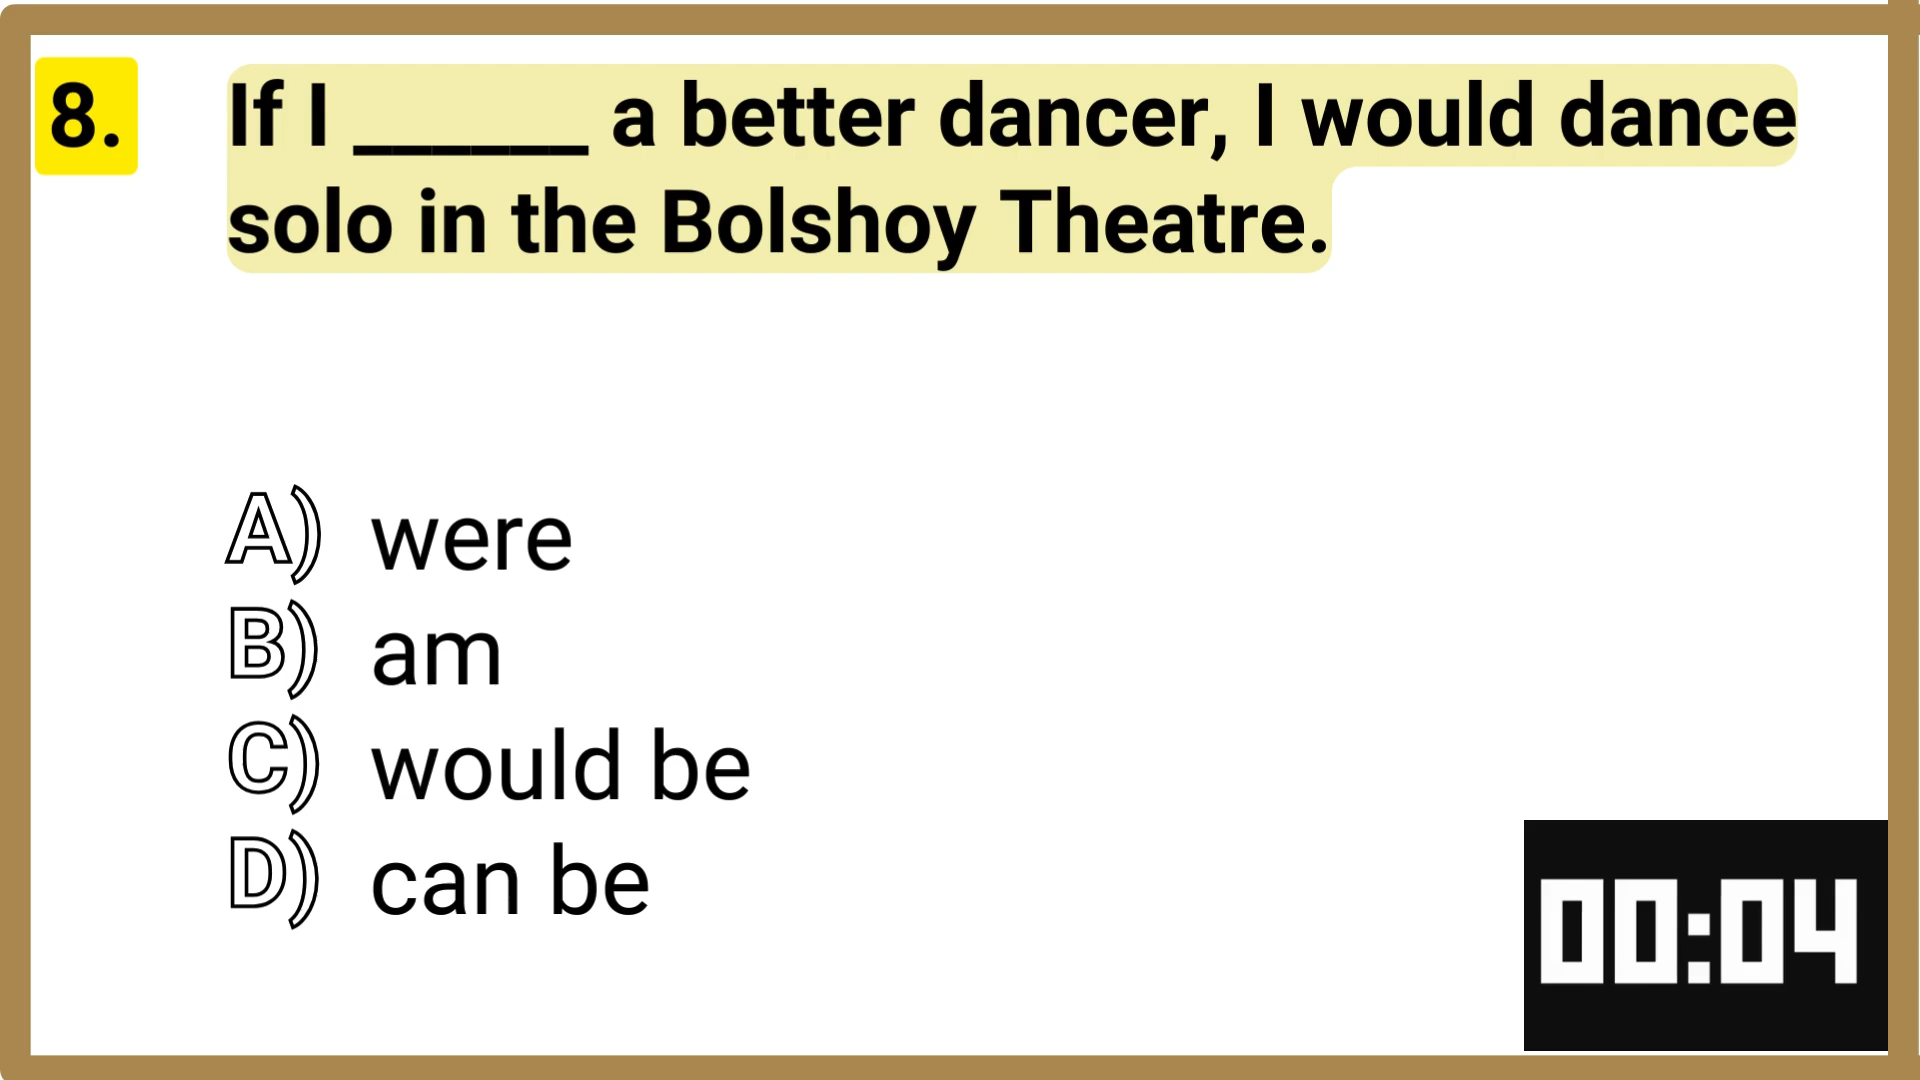 8. If I ______ a better dancer, I would dance
solo in the Bolshoy Theatre.
A) were
B) am
C) would be
D) can be
00:04